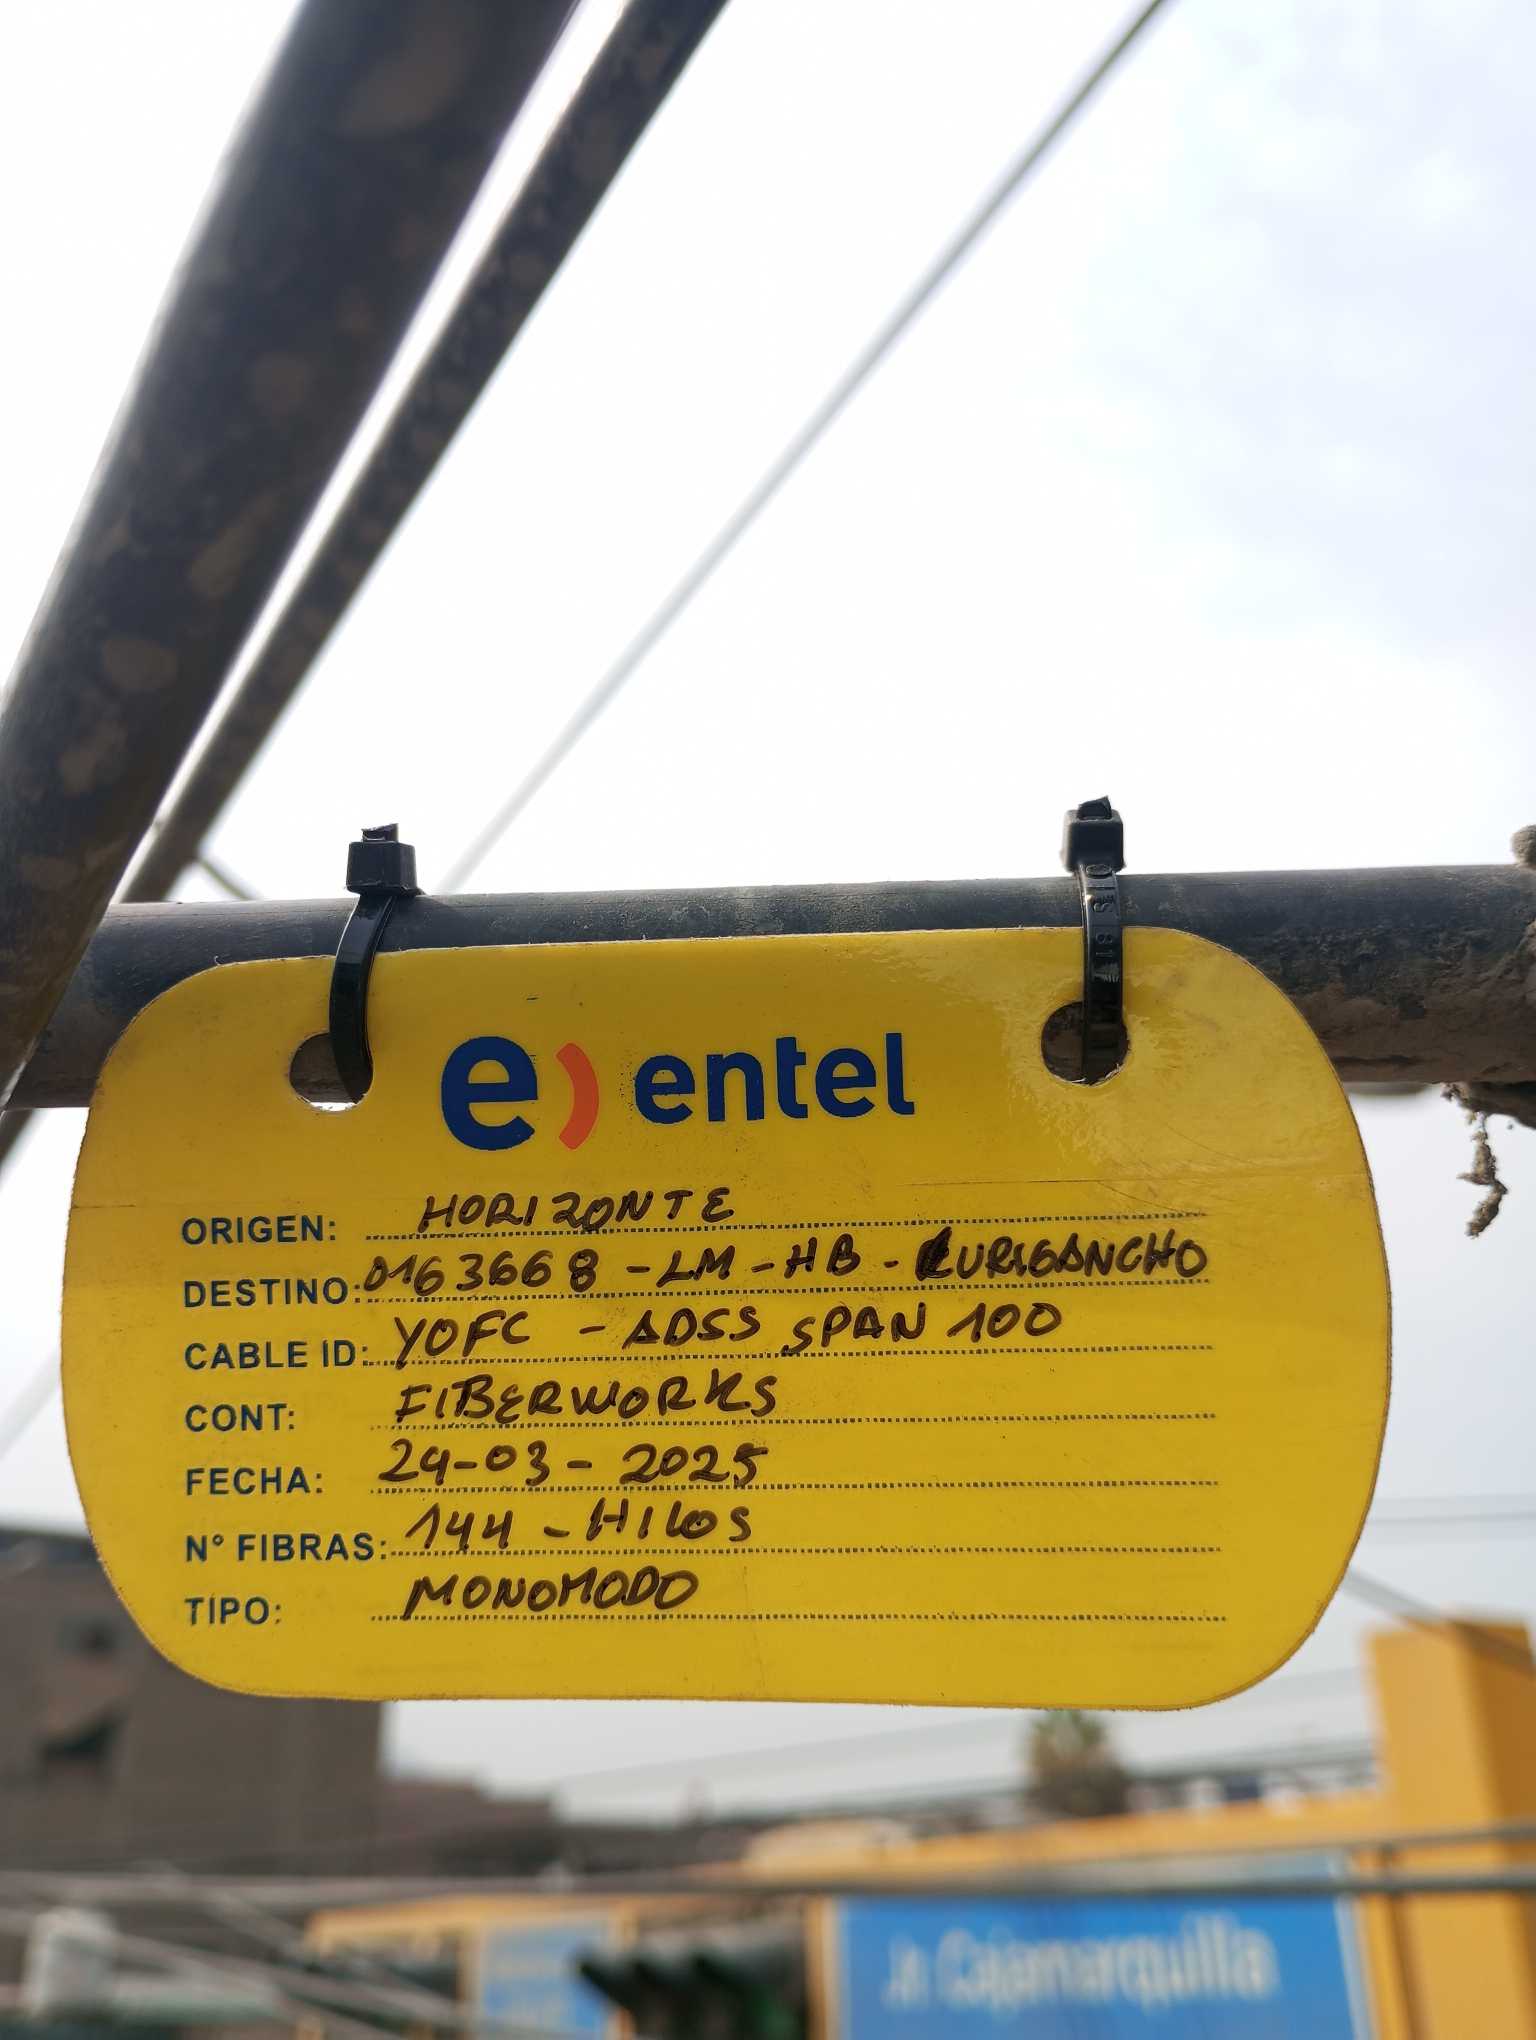 e) entel
ORIGEN: HORIZONTE
DESTINO: 0163668 - LM - HB - LURIGANCHO
CABLE ID: YOFC - ADSS SPAN 100
CONT: FIBERWORKS
FECHA: 24-03-2025
N° FIBRAS: 144 - HILOS
TIPO: MONOMODO
Jr. Cajamarquilla